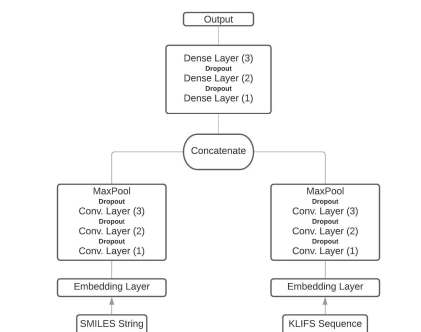 Output
Dense Layer (3)
Dropout
Dense Layer (2)
Dropout
Dense Layer (1)
Concatenate
MaxPool
Dropout
Conv. Layer (3)
Dropout
Conv. Layer (2)
Dropout
Conv. Layer (1)
Embedding Layer
SMILES String
MaxPool
Dropout
Conv. Layer (3)
Dropout
Conv. Layer (2)
Dropout
Conv. Layer (1)
Embedding Layer
KLIFS Sequence